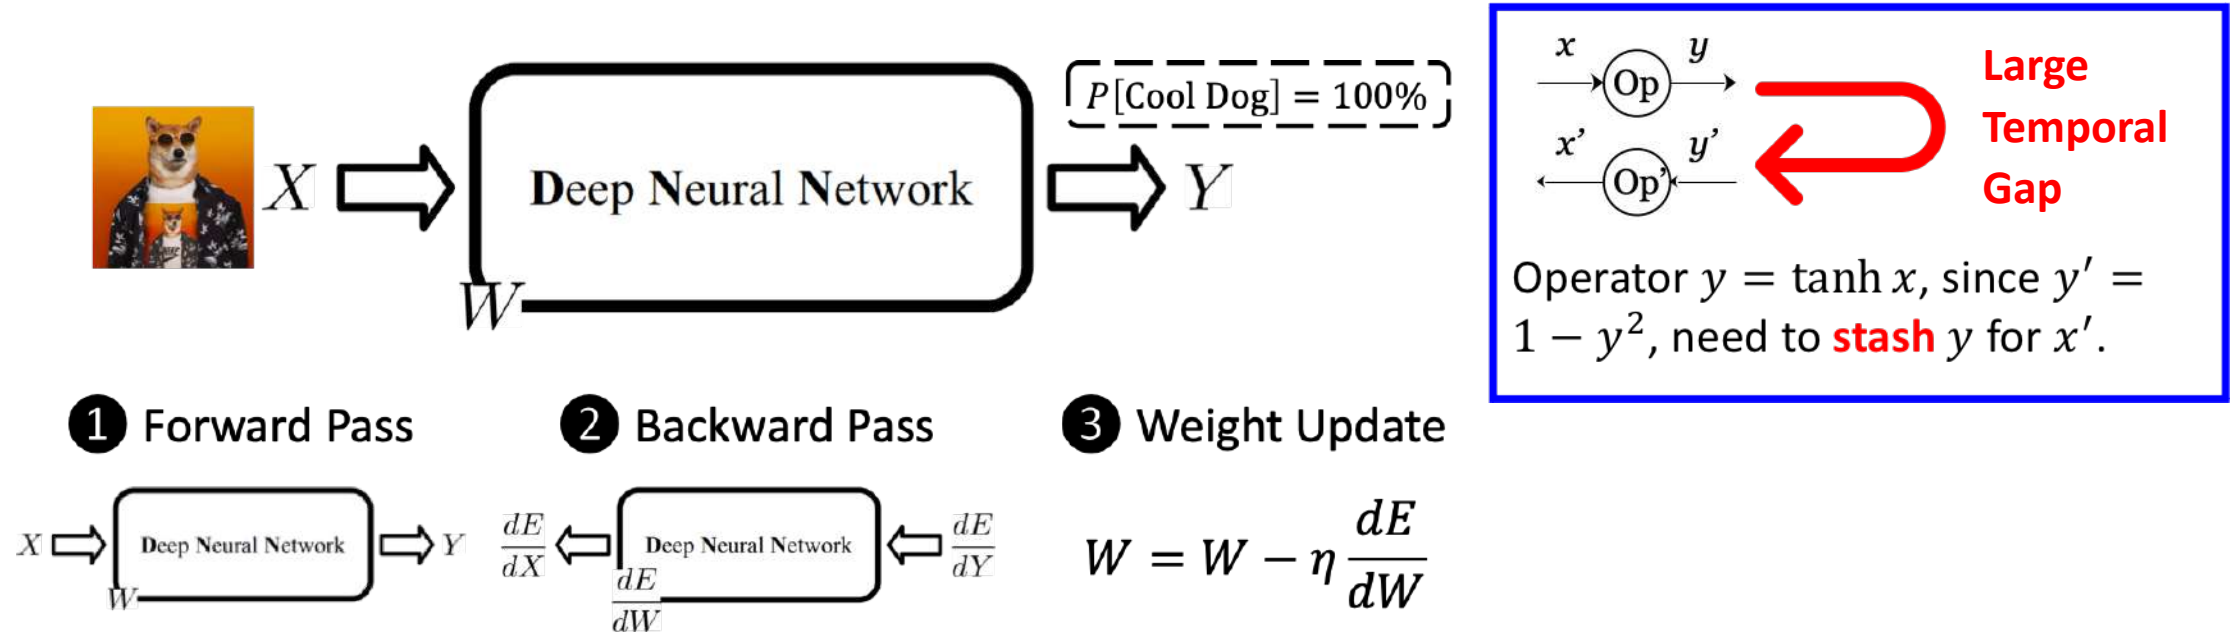 X
Deep Neural Network
W
P[Cool Dog] = 100%
Y
x
Op
y
x’
Op’
y’
Large
Temporal
Gap
Operator y = tanh x, since y′ =
1 − y², need to stash y for x′.
1 Forward Pass
X
Deep Neural Network
W
Y
2 Backward Pass
dE/dX
Deep Neural Network
dE/dW
dE/dY
3 Weight Update
W = W − η dE/dW